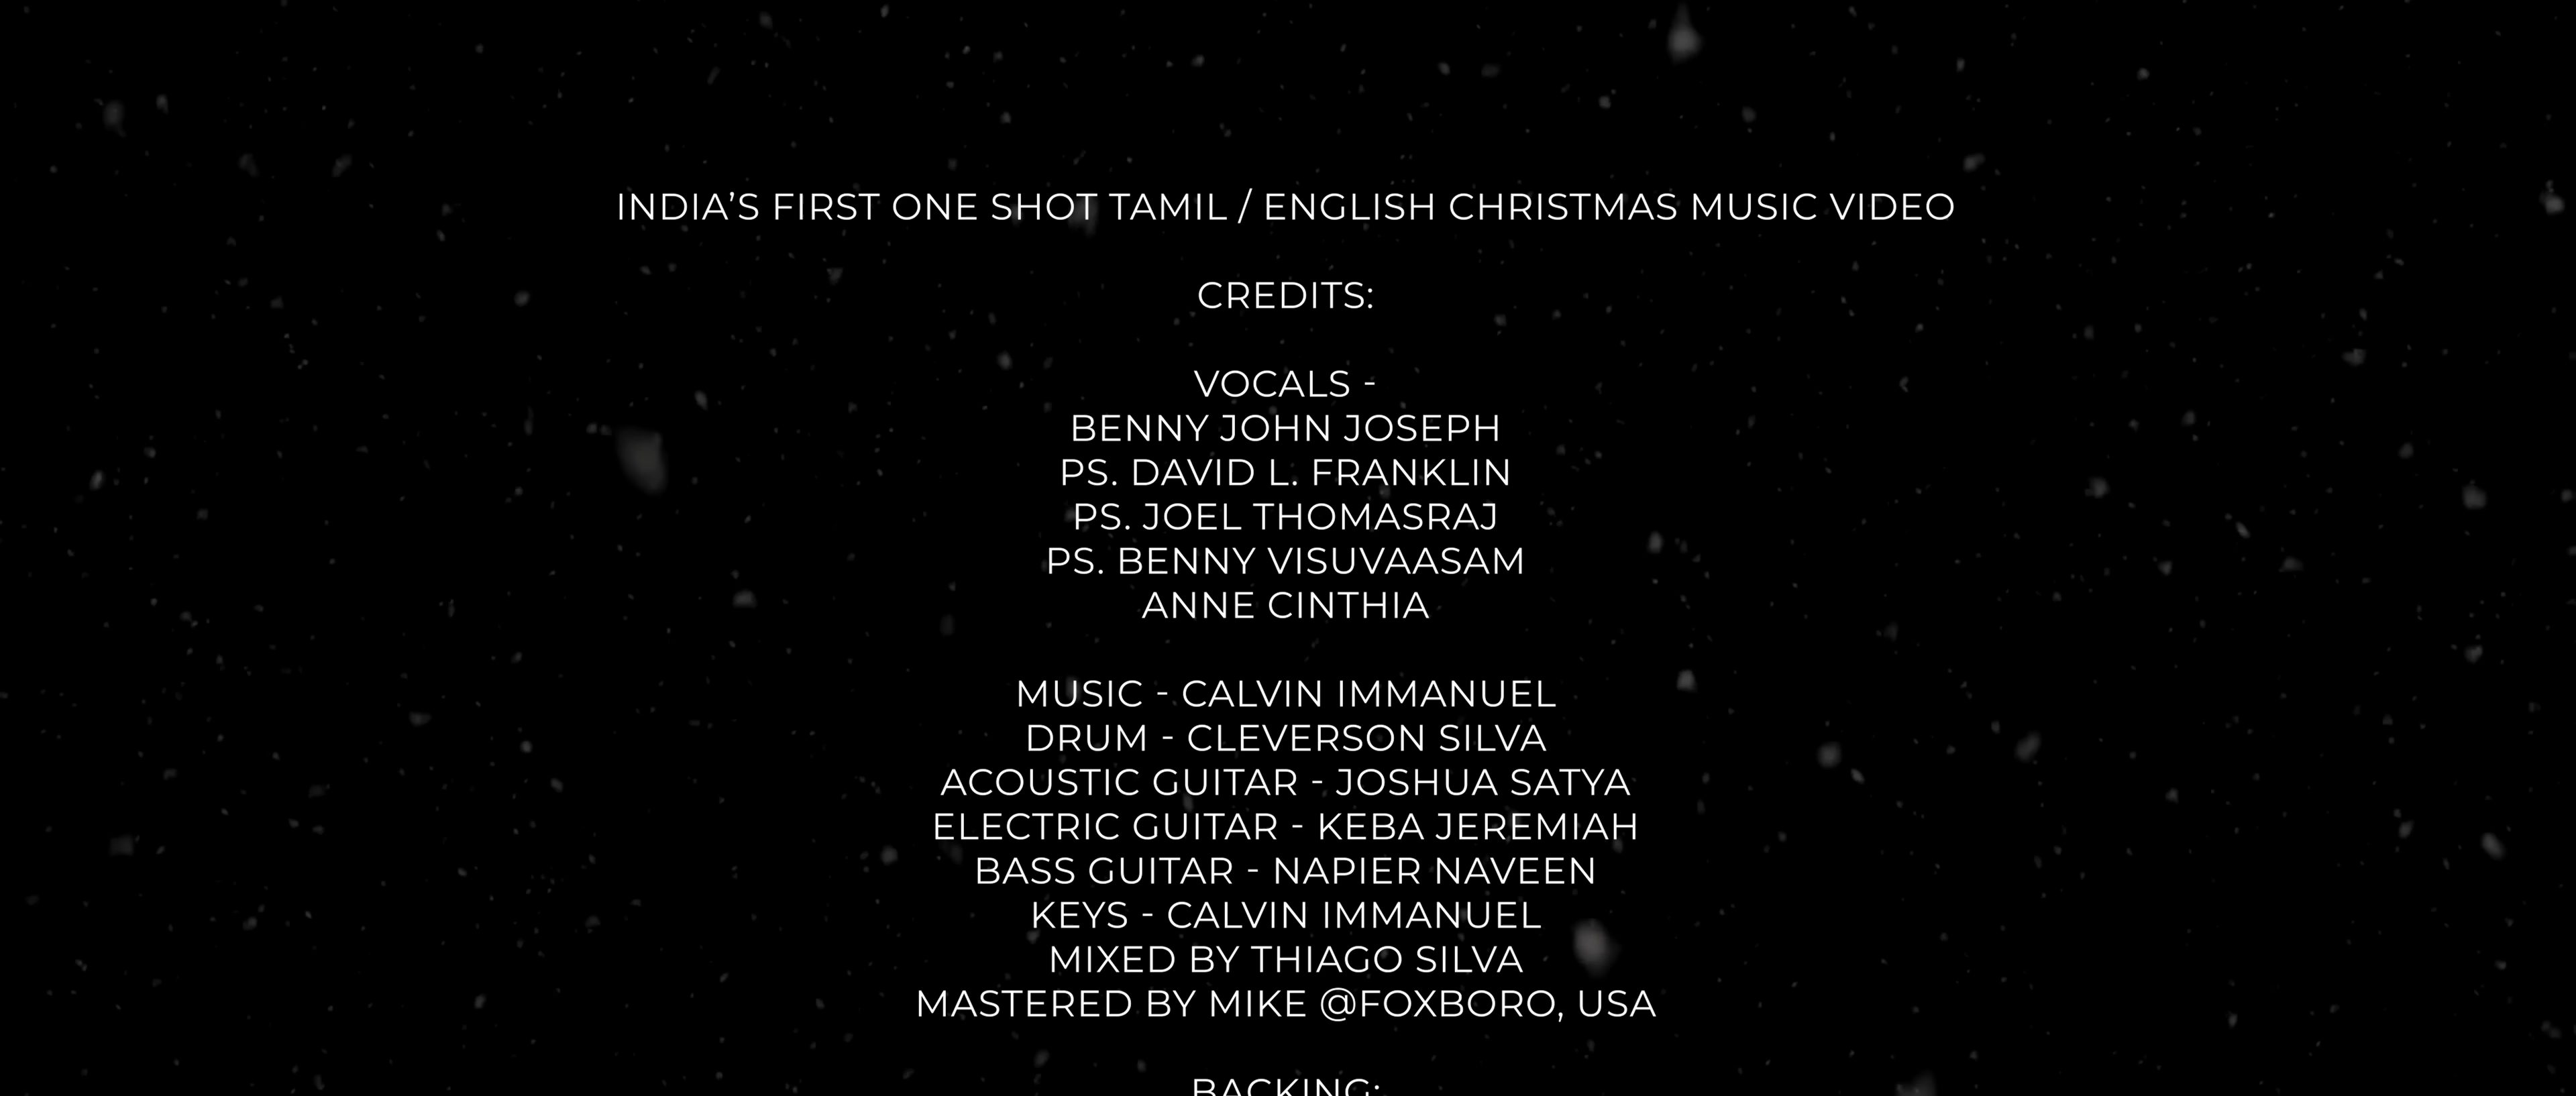 INDIA’S FIRST ONE SHOT TAMIL / ENGLISH CHRISTMAS MUSIC VIDEO
CREDITS:
VOCALS -
BENNY JOHN JOSEPH
PS. DAVID L. FRANKLIN
PS. JOEL THOMASRAJ
PS. BENNY VISUVAASAM
ANNE CINTHIA
MUSIC - CALVIN IMMANUEL
DRUM - CLEVERSON SILVA
ACOUSTIC GUITAR - JOSHUA SATYA
ELECTRIC GUITAR - KEBA JEREMIAH
BASS GUITAR - NAPIER NAVEEN
KEYS - CALVIN IMMANUEL
MIXED BY THIAGO SILVA
MASTERED BY MIKE @FOXBORO, USA
BACKING: